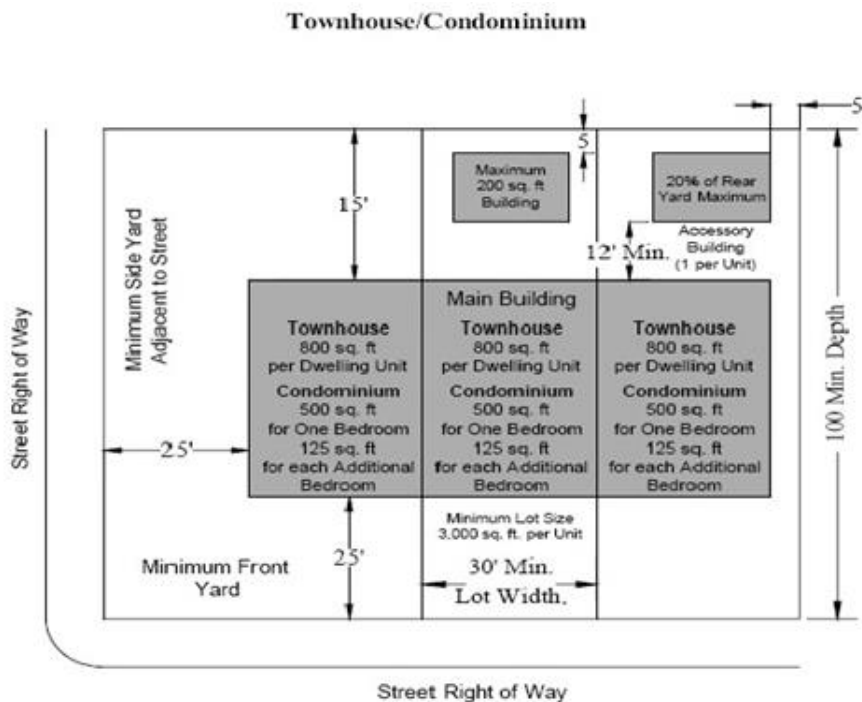 Townhouse/Condominium
5
5
Maximum
200 sq. ft
Building
20% of Rear
Yard Maximum
15'
Accessory
Building
(1 per Unit)
12' Min.
Minimum Side Yard
Adjacent to Street
Street Right of Way
Main Building
Townhouse
800 sq. ft
per Dwelling Unit
Condominium
500 sq. ft
for One Bedroom
125 sq. ft
for each Additional
Bedroom
Townhouse
800 sq. ft
per Dwelling Unit
Condominium
500 sq. ft
for One Bedroom
125 sq. ft
for each Additional
Bedroom
Townhouse
800 sq. ft
per Dwelling Unit
Condominium
500 sq. ft
for One Bedroom
125 sq. ft
for each Additional
Bedroom
100 Min. Depth
25'
25'
Minimum Front
Yard
Minimum Lot Size
3,000 sq. ft. per Unit
30' Min.
Lot Width.
Street Right of Way